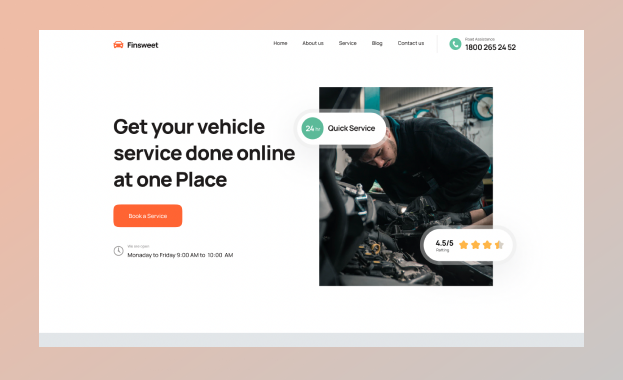 Finsweet
Home
About us
Service
Blog
Contact us
Road Assistance
1800 265 24 52
Get your vehicle
service done online
at one Place
24 H
Quick Service
Book a Service
We are open
Monaday to Friday 9:00 AM to 10:00 AM
4.5/5
Rating